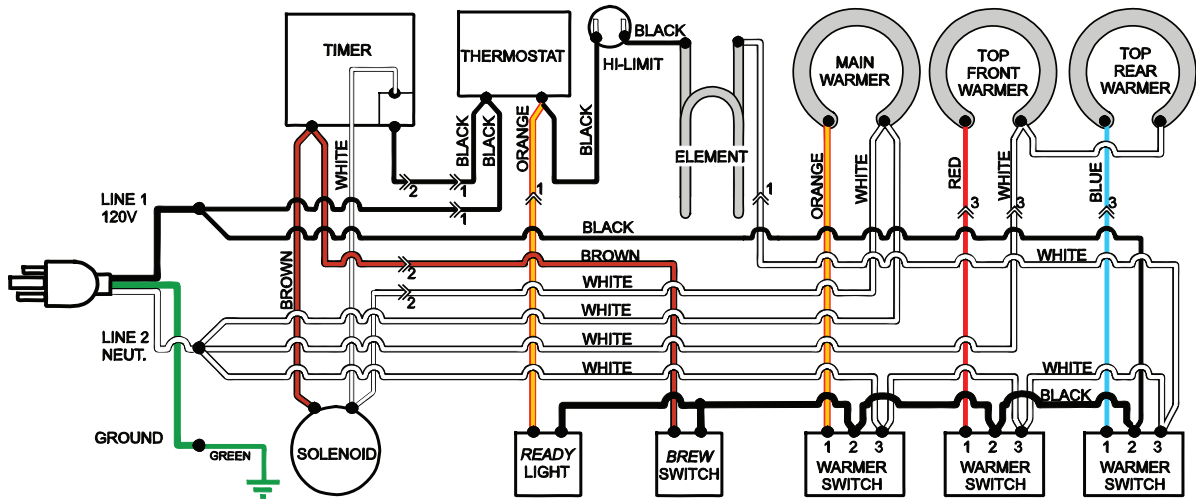 TIMER
THERMOSTAT
BLACK
HI-LIMIT
MAIN
WARMER
TOP
FRONT
WARMER
TOP
REAR
WARMER
WHITE
BLACK
BLACK
ORANGE
BLACK
ELEMENT
ORANGE
WHITE
RED
WHITE
BLUE
2
1
1
1
1
3
3
3
LINE 1
120V
BLACK
BROWN
2
WHITE
BROWN
WHITE
2
WHITE
LINE 2
NEUT.
WHITE
WHITE
WHITE
BLACK
GROUND
GREEN
SOLENOID
READY
LIGHT
BREW
SWITCH
1 2 3
WARMER
SWITCH
1 2 3
WARMER
SWITCH
1 2 3
WARMER
SWITCH